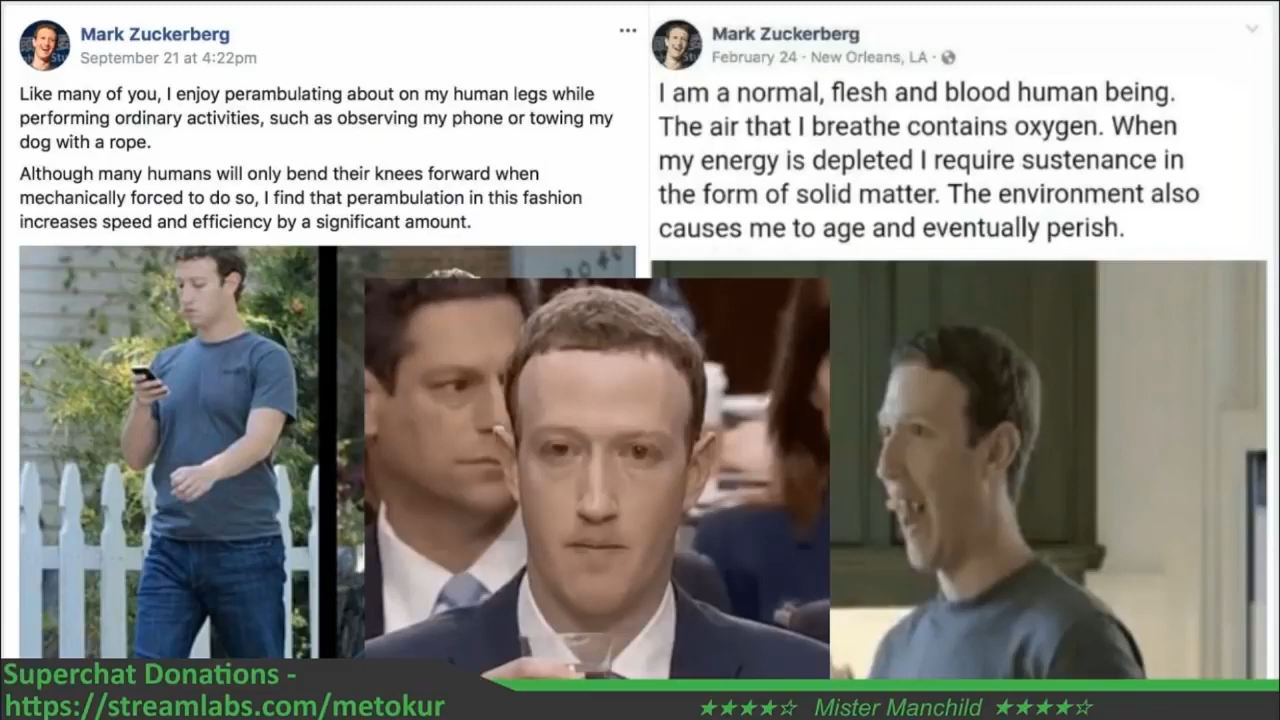 Mark Zuckerberg
September 21 at 4:22pm
Like many of you, I enjoy perambulating about on my human legs while
performing ordinary activities, such as observing my phone or towing my
dog with a rope.
Although many humans will only bend their knees forward when
mechanically forced to do so, I find that perambulation in this fashion
increases speed and efficiency by a significant amount.
Mark Zuckerberg
February 24 · New Orleans, LA ·
I am a normal, flesh and blood human being.
The air that I breathe contains oxygen. When
my energy is depleted I require sustenance in
the form of solid matter. The environment also
causes me to age and eventually perish.
Superchat Donations -
https://streamlabs.com/metokur
★★★★☆ Mister Manchild ★★★★☆